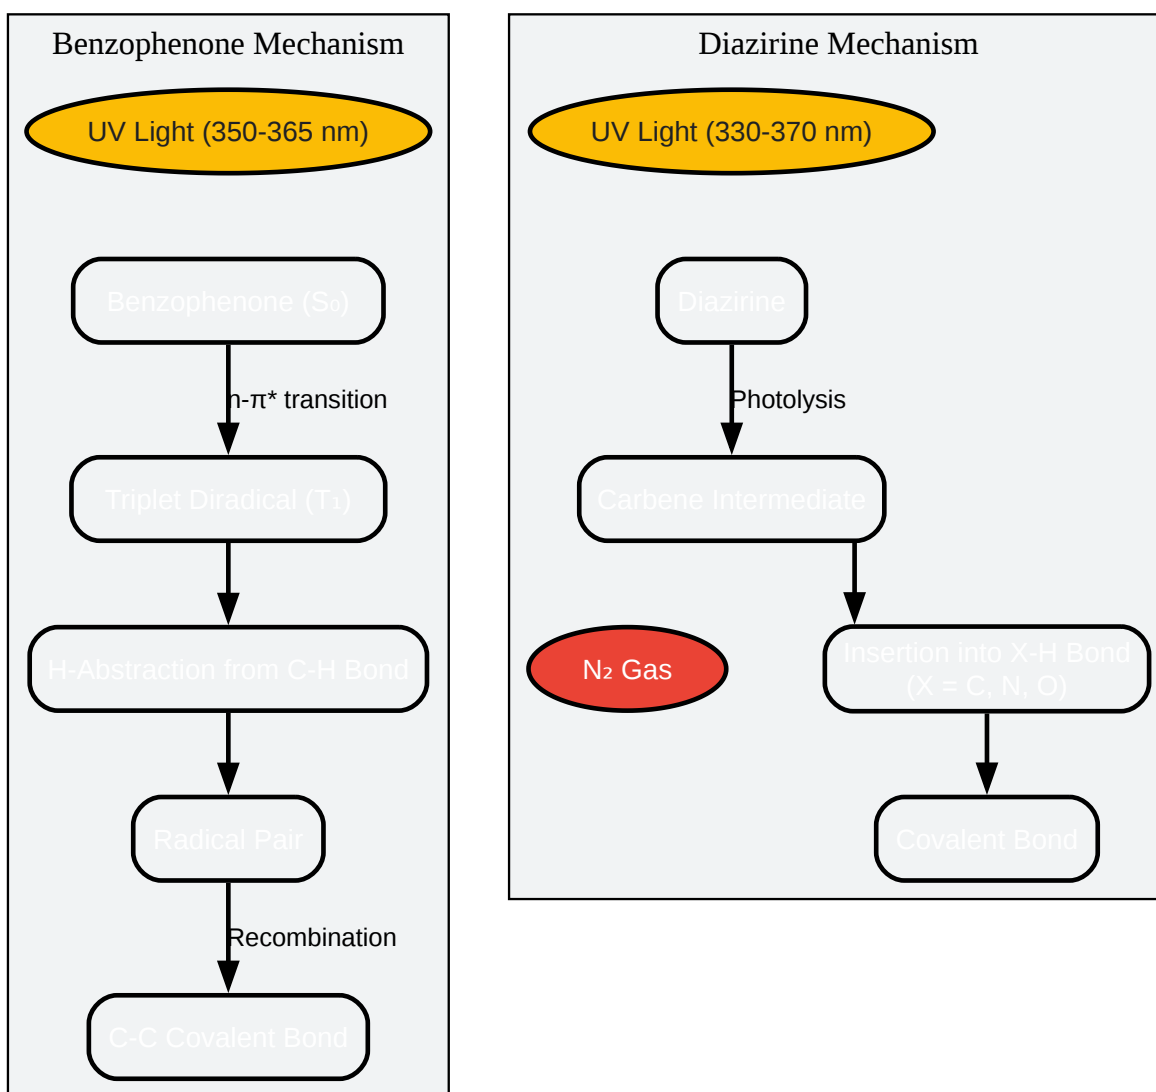 Benzophenone Mechanism
UV Light (350-365 nm)
Benzophenone (S₀)
n-π* transition
Triplet Diradical (T₁)
H-Abstraction from C-H Bond
Radical Pair
Recombination
C-C Covalent Bond
Diazirine Mechanism
UV Light (330-370 nm)
Diazirine
Photolysis
Carbene Intermediate
N₂ Gas
Insertion into X-H Bond
(X = C, N, O)
Covalent Bond